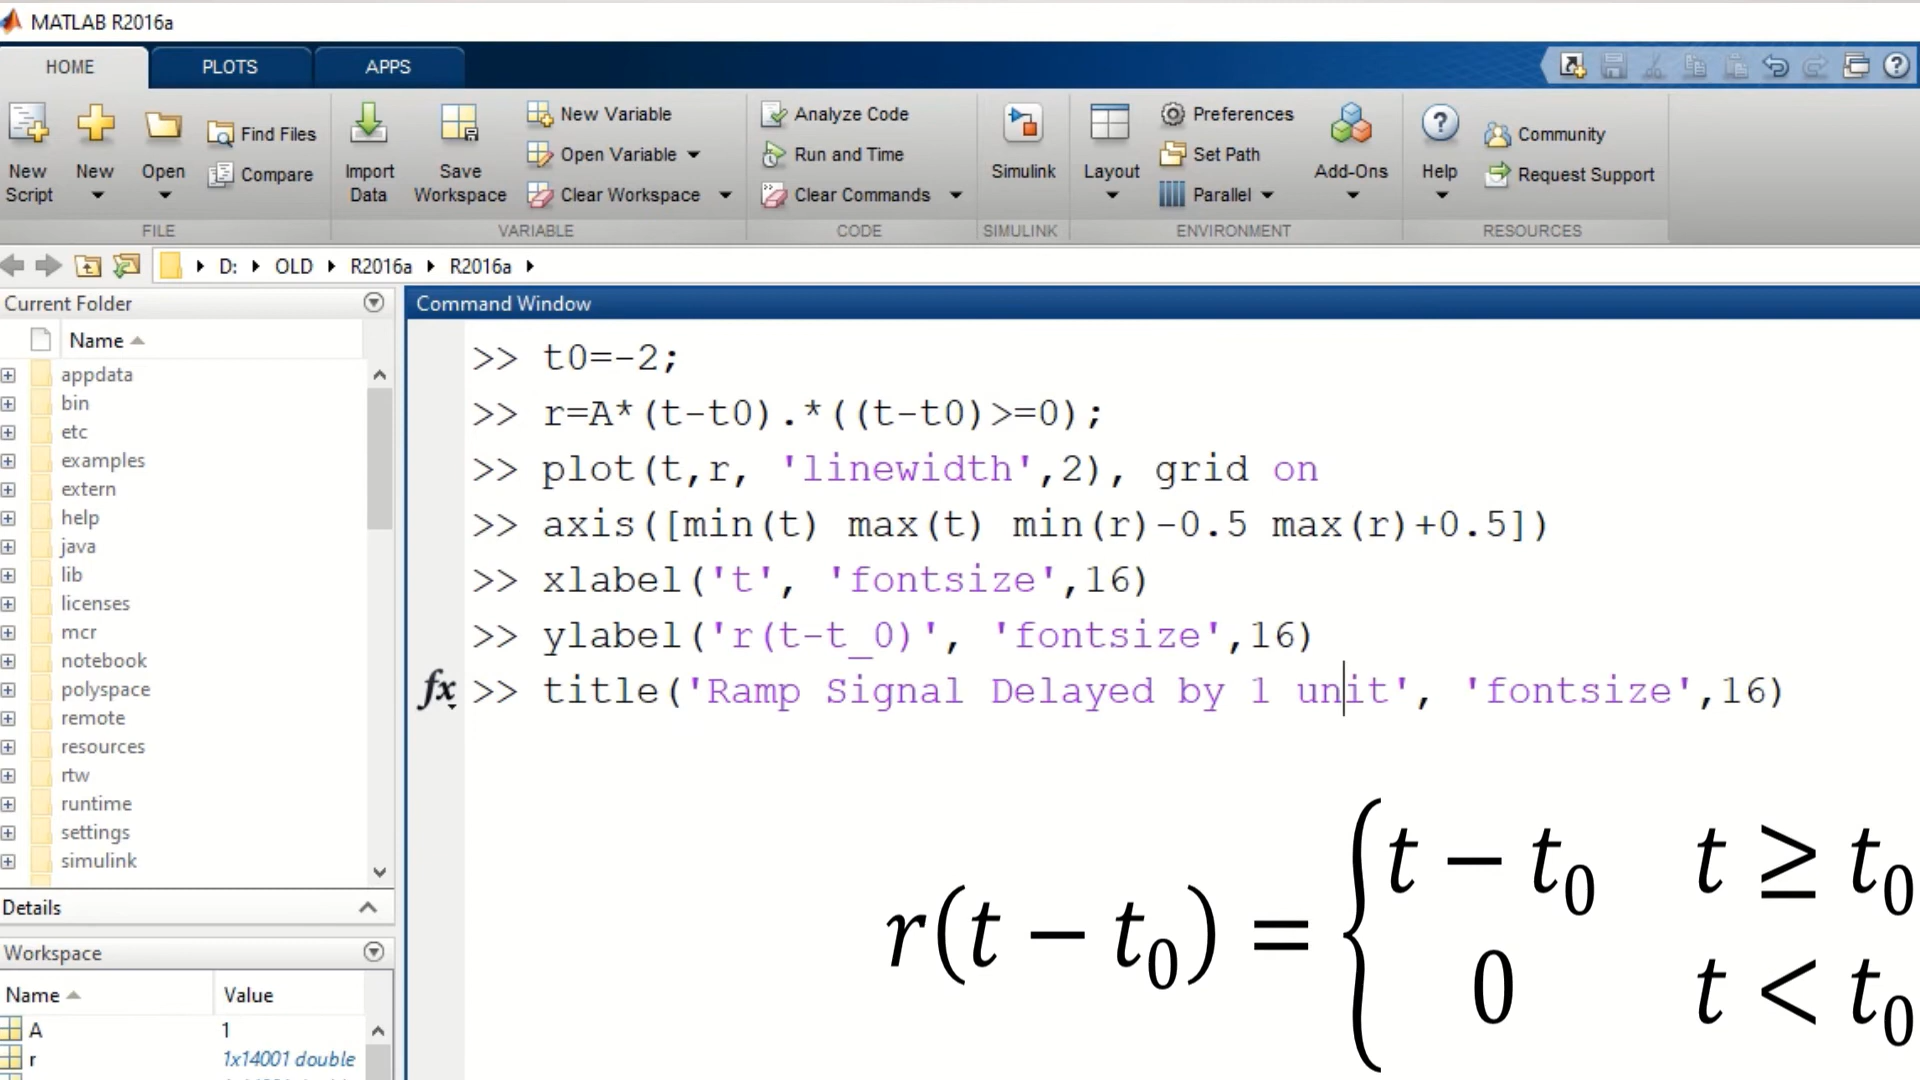 MATLAB R2016a
HOME PLOTS APPS
New Script
New
Open
Find Files
Compare
Import Data
Save Workspace
New Variable
Open Variable
Clear Workspace
Analyze Code
Run and Time
Clear Commands
Simulink
Layout
Preferences
Set Path
Parallel
Add-Ons
Help
Community
Request Support
FILE VARIABLE CODE SIMULINK ENVIRONMENT RESOURCES
D: OLD R2016a R2016a
Current Folder
Name
appdata
bin
etc
examples
extern
help
java
lib
licenses
mcr
notebook
polyspace
remote
resources
rtw
runtime
settings
simulink
Details
Workspace
Name Value
A 1
r 1x14001 double
Command Window
>> t0=-2;
>> r=A*(t-t0).*((t-t0)>=0);
>> plot(t,r, 'linewidth',2), grid on
>> axis([min(t) max(t) min(r)-0.5 max(r)+0.5])
>> xlabel('t', 'fontsize',16)
>> ylabel('r(t-t_0)', 'fontsize',16)
fx >> title('Ramp Signal Delayed by 1 unit', 'fontsize',16)
t − t₀ t ≥ t₀
r(t − t₀) = {
0 t < t₀